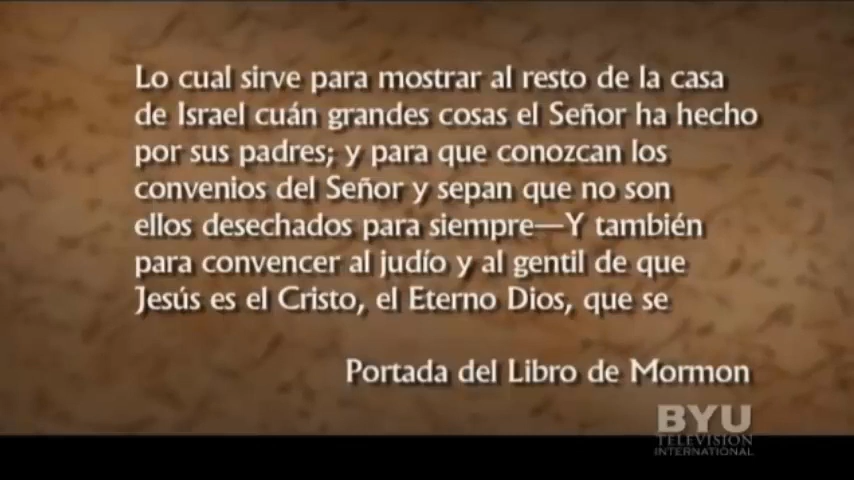 Lo cual sirve para mostrar al resto de la casa
de Israel cuán grandes cosas el Señor ha hecho
por sus padres; y para que conozcan los
convenios del Señor y sepan que no son
ellos desechados para siempre—Y también
para convencer al judío y al gentil de que
Jesús es el Cristo, el Eterno Dios, que se
Portada del Libro de Mormon
BYU
TELEVISION
INTERNATIONAL